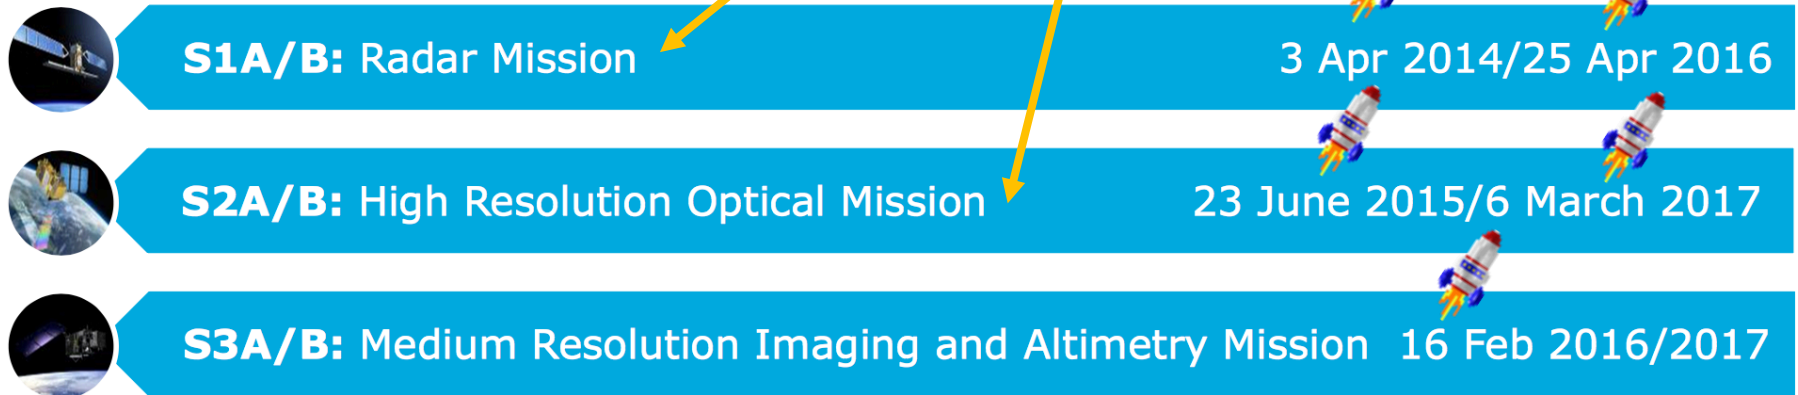 S1A/B: Radar Mission 3 Apr 2014/25 Apr 2016
S2A/B: High Resolution Optical Mission 23 June 2015/6 March 2017
S3A/B: Medium Resolution Imaging and Altimetry Mission 16 Feb 2016/2017